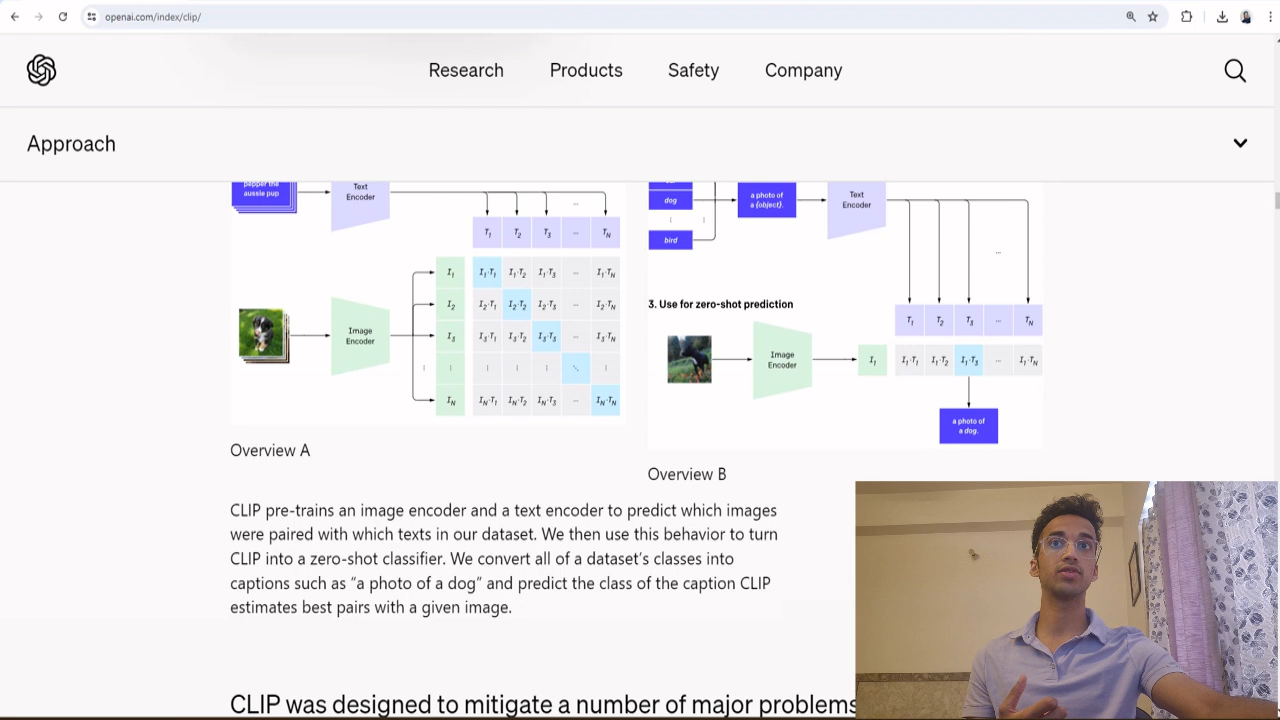 openai.com/index/clip/
Research Products Safety Company
Approach
pepper the
aussie pup
Text
Encoder
...
T1 T2 T3 ... TN
I1 I1·T1 I1·T2 I1·T3 ... I1·TN
I2 I2·T1 I2·T2 I2·T3 ... I2·TN
Image
Encoder
I3 I3·T1 I3·T2 I3·T3 ... I3·TN
IN IN·T1 IN·T2 IN·T3 ... IN·TN
Overview A
dog
bird
a photo of
a {object}.
Text
Encoder
...
3. Use for zero-shot prediction
T1 T2 T3 ... TN
Image
Encoder
I1 I1·T1 I1·T2 I1·T3 ... I1·TN
a photo of
a dog.
Overview B
CLIP pre-trains an image encoder and a text encoder to predict which images
were paired with which texts in our dataset. We then use this behavior to turn
CLIP into a zero-shot classifier. We convert all of a dataset's classes into
captions such as “a photo of a dog” and predict the class of the caption CLIP
estimates best pairs with a given image.
CLIP was designed to mitigate a number of major problems